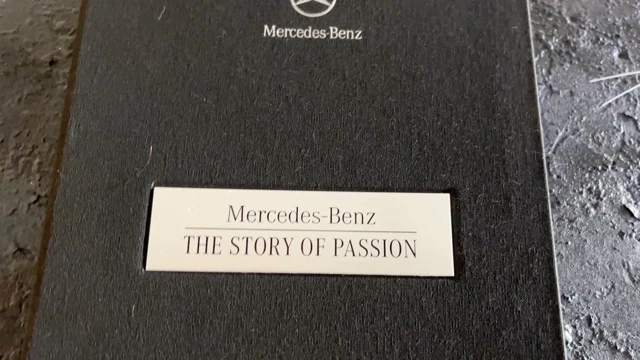 Mercedes-Benz
Mercedes-Benz
THE STORY OF PASSION